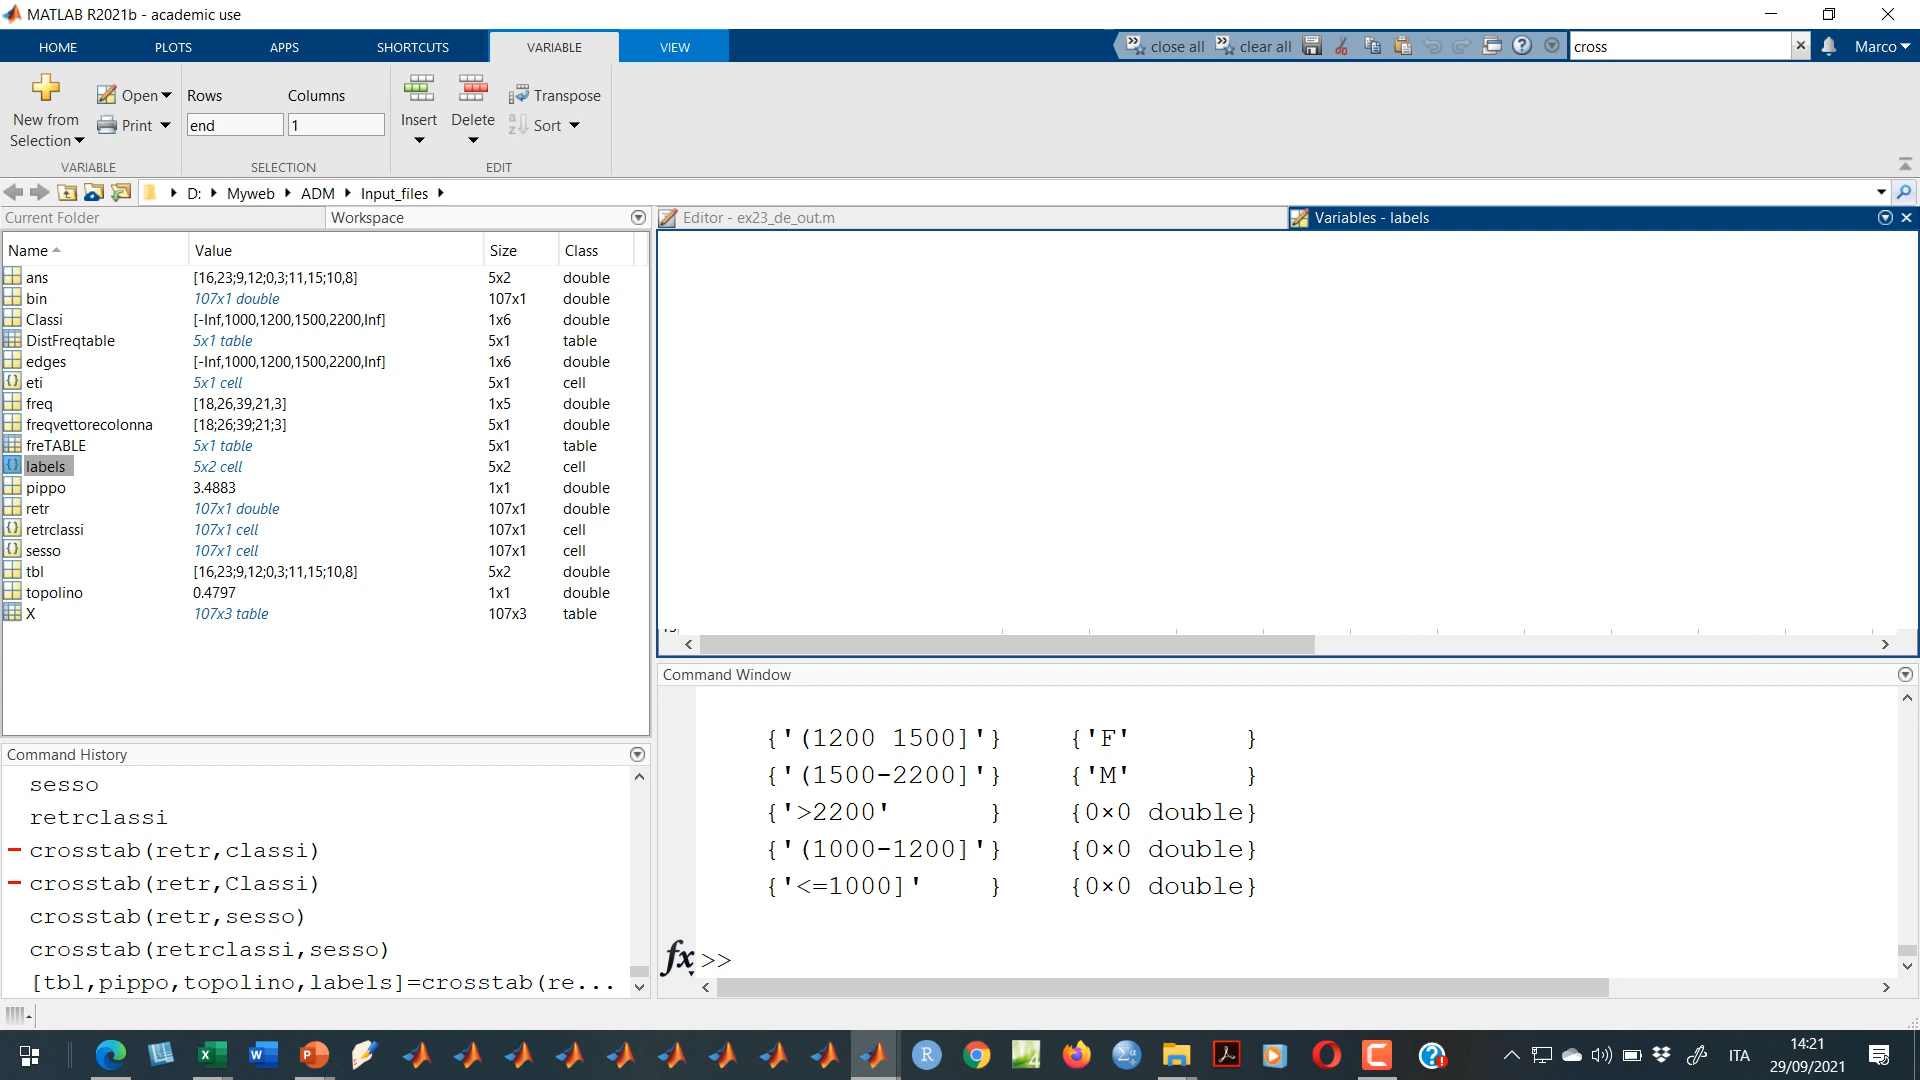 MATLAB R2021b - academic use
HOME PLOTS APPS SHORTCUTS VARIABLE VIEW close all clear all cross Marco
New from Selection Open Print Rows Columns Insert Delete Transpose Sort
end 1
VARIABLE SELECTION EDIT
D: Myweb ADM Input_files
Current Folder Workspace
Name Value Size Class
ans [16,23;9,12;0,3;11,15;10,8] 5x2 double
bin 107x1 double 107x1 double
Classi [-Inf,1000,1200,1500,2200,Inf] 1x6 double
DistFreqtable 5x1 table 5x1 table
edges [-Inf,1000,1200,1500,2200,Inf] 1x6 double
eti 5x1 cell 5x1 cell
freq [18,26,39,21,3] 1x5 double
freqvettorecolonna [18;26;39;21;3] 5x1 double
freTABLE 5x1 table 5x1 table
labels 5x2 cell 5x2 cell
pippo 3.4883 1x1 double
retr 107x1 double 107x1 double
retrclassi 107x1 cell 107x1 cell
sesso 107x1 cell 107x1 cell
tbl [16,23;9,12;0,3;11,15;10,8] 5x2 double
topolino 0.4797 1x1 double
X 107x3 table 107x3 table
Command History
sesso
retrclassi
crosstab(retr,classi)
crosstab(retr,Classi)
crosstab(retr,sesso)
crosstab(retrclassi,sesso)
[tbl,pippo,topolino,labels]=crosstab(re...
Editor - ex23_de_out.m Variables - labels
Command Window
{'(1200 1500]'} {'F' }
{'(1500-2200]'} {'M' }
{'>2200' } {0×0 double}
{'(1000-1200]'} {0×0 double}
{'<=1000]' } {0×0 double}
fx >>
ITA 14:21
29/09/2021